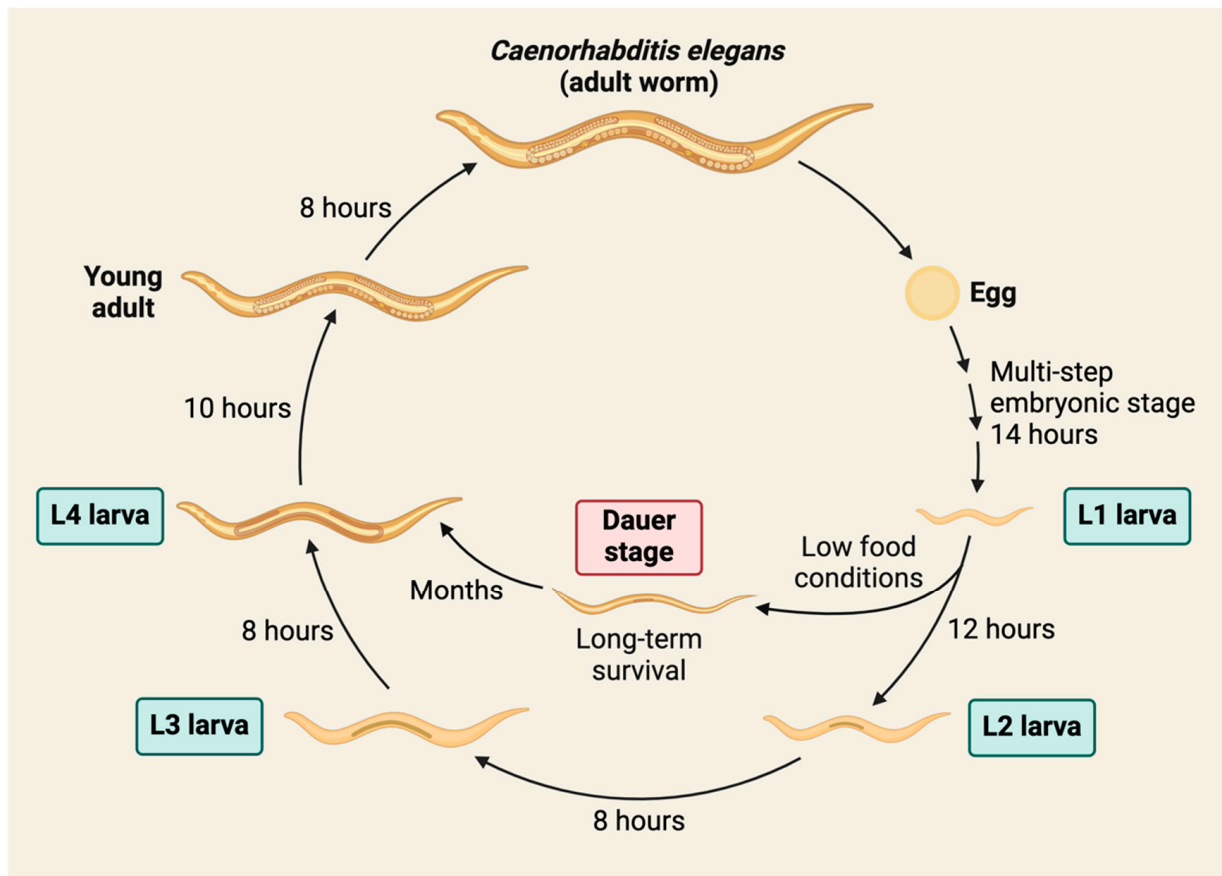 Caenorhabditis elegans
(adult worm)
8 hours
Young
adult
Egg
Multi-step
embryonic stage
14 hours
10 hours
L4 larva
Dauer
stage
L1 larva
Low food
conditions
Months
Long-term
survival
12 hours
8 hours
L3 larva
L2 larva
8 hours